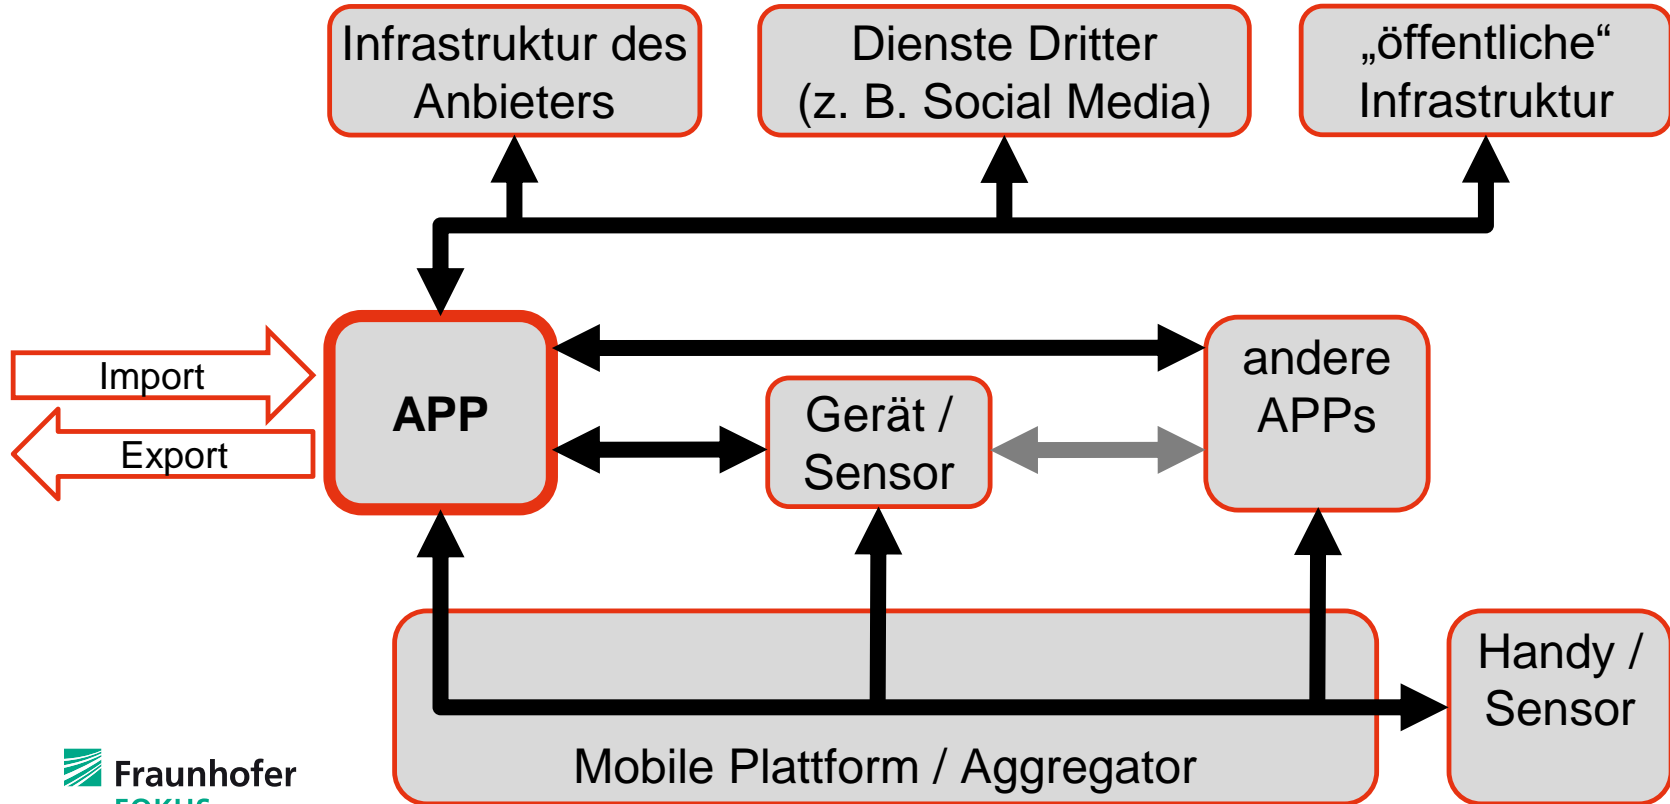 Infrastruktur des
Anbieters
Dienste Dritter
(z. B. Social Media)
„öffentliche“
Infrastruktur
Import
Export
APP
Gerät /
Sensor
andere
APPs
Handy /
Sensor
Mobile Plattform / Aggregator
Fraunhofer
FOKUS